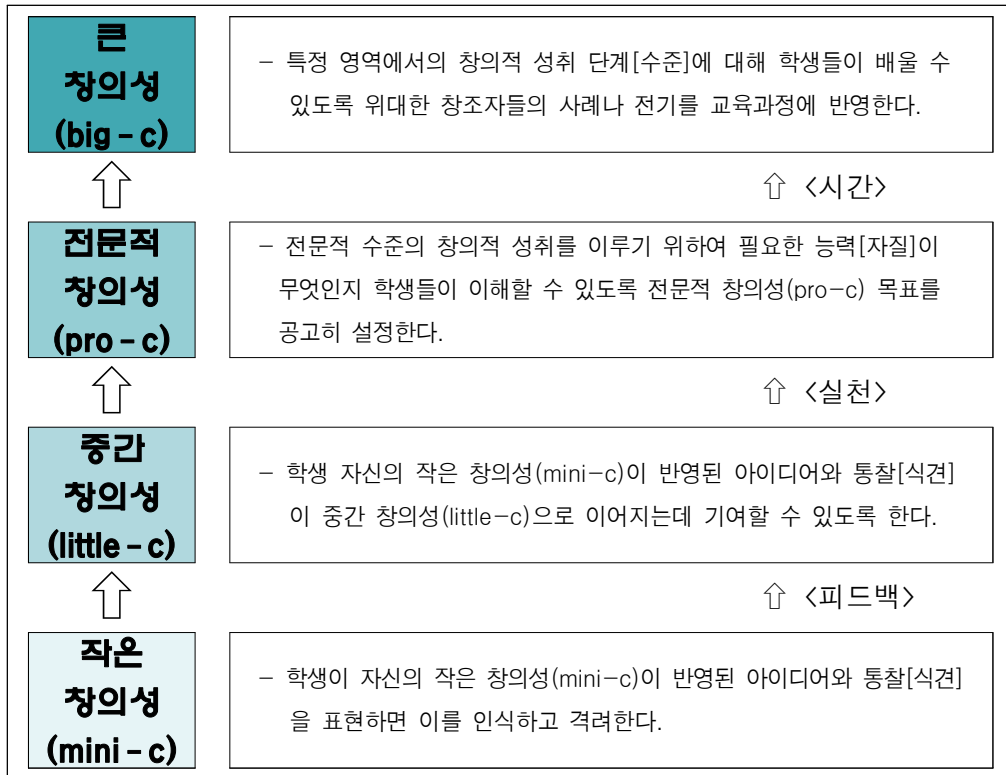 큰
창의성
(big-c)
- 특정 영역에서의 창의적 성취 단계[수준]에 대해 학생들이 배울 수
있도록 위대한 창조자들의 사례나 전기를 교육과정에 반영한다.
⇧ <시간>
전문적
창의성
(pro-c)
- 전문적 수준의 창의적 성취를 이루기 위하여 필요한 능력[자질]이
무엇인지 학생들이 이해할 수 있도록 전문적 창의성(pro-c) 목표를
공고히 설정한다.
⇧ <실천>
중간
창의성
(little-c)
- 학생 자신의 작은 창의성(mini-c)이 반영된 아이디어와 통찰[식견]
이 중간 창의성(little-c)으로 이어지는데 기여할 수 있도록 한다.
⇧ <피드백>
작은
창의성
(mini-c)
- 학생이 자신의 작은 창의성(mini-c)이 반영된 아이디어와 통찰[식견]
을 표현하면 이를 인식하고 격려한다.